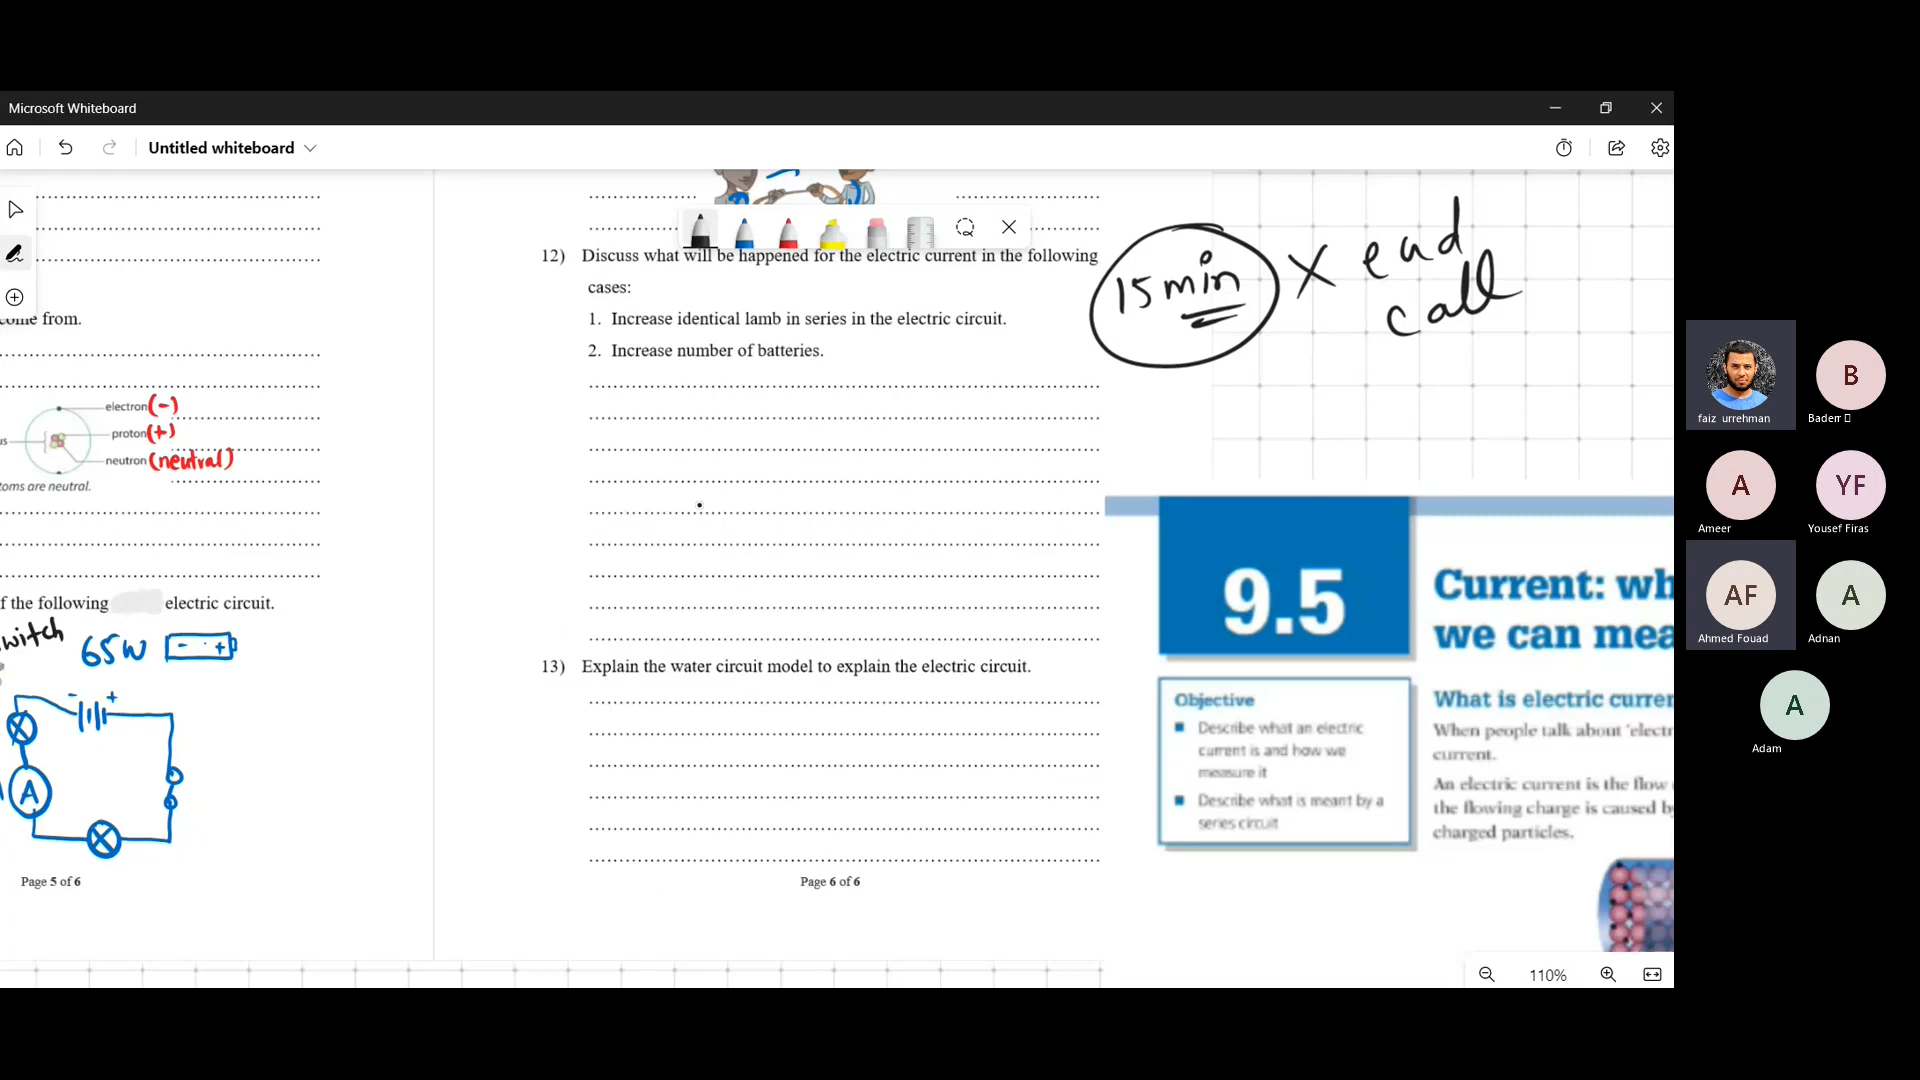 Microsoft Whiteboard
Untitled whiteboard
come from.
electron (-)
proton (+)
neutron (neutral)
toms are neutral.
f the following electric circuit.
witch
65W - +
- +
A
Page 5 of 6
12) Discuss what will be happened for the electric current in the following
cases:
1. Increase identical lamb in series in the electric circuit.
2. Increase number of batteries.
13) Explain the water circuit model to explain the electric circuit.
Page 6 of 6
15 min X end
call
9.5
Current: wh
we can mea
Objective
Describe what an electric
current is and how we
measure it
Describe what is meant by a
series circuit
What is electric curren
When people talk about 'electr
current.
An electric current is the flow
the flowing charge is caused b
charged particles.
110%
faiz urrehman
B
Baderr
A
Ameer
YF
Yousef Firas
AF
Ahmed Fouad
A
Adnan
A
Adam